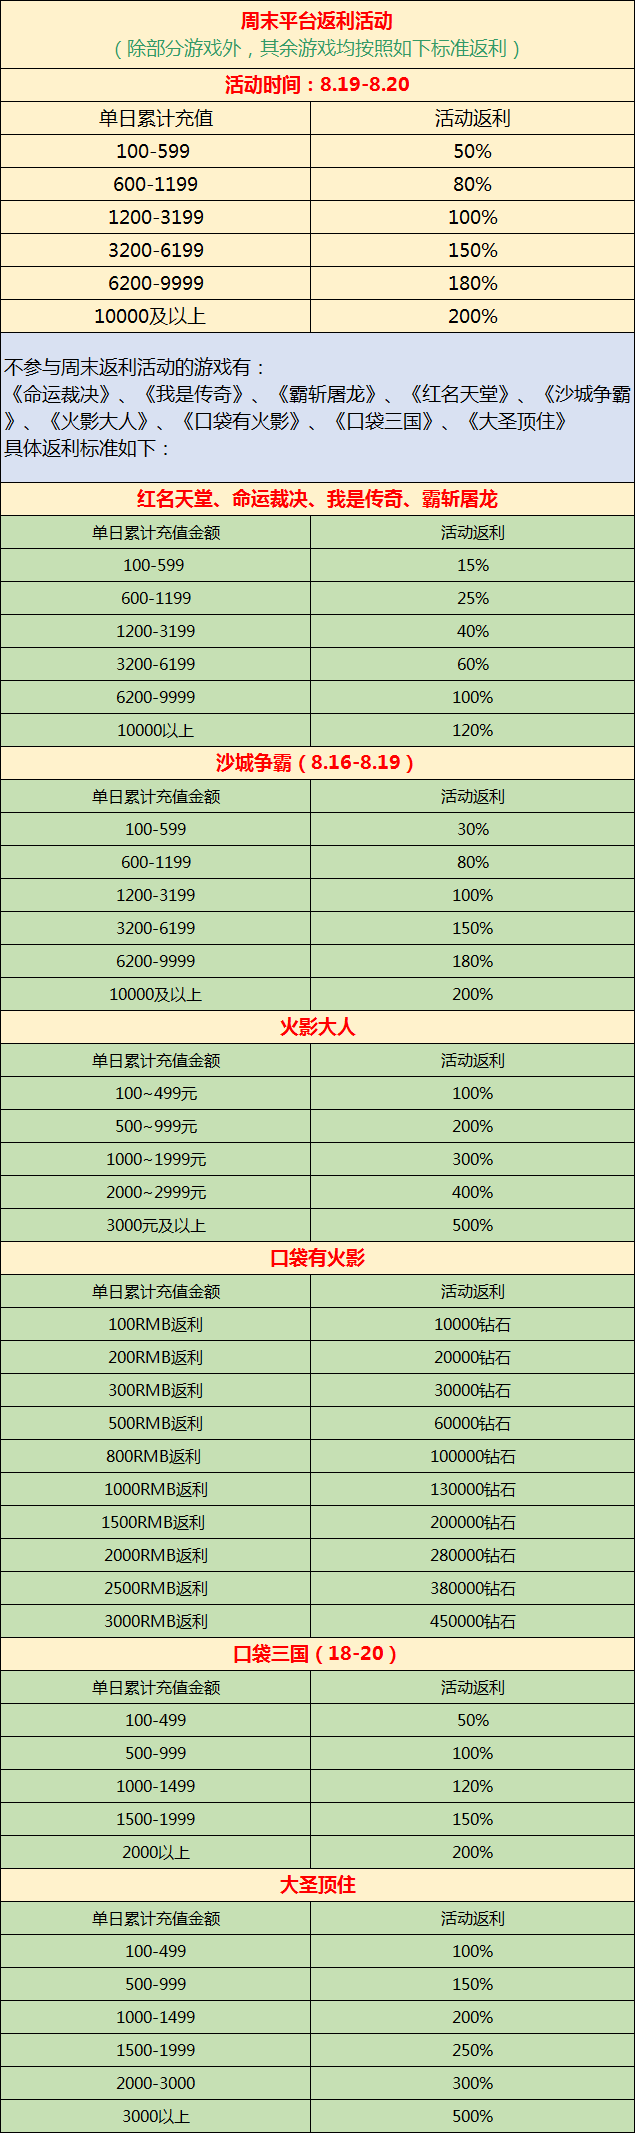 周末平台返利活动
（除部分游戏外，其余游戏均按照如下标准返利）
活动时间：8.19-8.20
单日累计充值 活动返利
100-599 50%
600-1199 80%
1200-3199 100%
3200-6199 150%
6200-9999 180%
10000及以上 200%
不参与周末返利活动的游戏有：
《命运裁决》、《我是传奇》、《霸斩屠龙》、《红名天堂》、《沙城争霸
》、《火影大人》、《口袋有火影》、《口袋三国》、《大圣顶住》
具体返利标准如下：
红名天堂、命运裁决、我是传奇、霸斩屠龙
单日累计充值金额 活动返利
100-599 15%
600-1199 25%
1200-3199 40%
3200-6199 60%
6200-9999 100%
10000以上 120%
沙城争霸（8.16-8.19）
单日累计充值金额 活动返利
100-599 30%
600-1199 80%
1200-3199 100%
3200-6199 150%
6200-9999 180%
10000及以上 200%
火影大人
单日累计充值金额 活动返利
100~499元 100%
500~999元 200%
1000~1999元 300%
2000~2999元 400%
3000元及以上 500%
口袋有火影
单日累计充值金额 活动返利
100RMB返利 10000钻石
200RMB返利 20000钻石
300RMB返利 30000钻石
500RMB返利 60000钻石
800RMB返利 100000钻石
1000RMB返利 130000钻石
1500RMB返利 200000钻石
2000RMB返利 280000钻石
2500RMB返利 380000钻石
3000RMB返利 450000钻石
口袋三国（18-20）
单日累计充值金额 活动返利
100-499 50%
500-999 100%
1000-1499 120%
1500-1999 150%
2000以上 200%
大圣顶住
单日累计充值金额 活动返利
100-499 100%
500-999 150%
1000-1499 200%
1500-1999 250%
2000-3000 300%
3000以上 500%